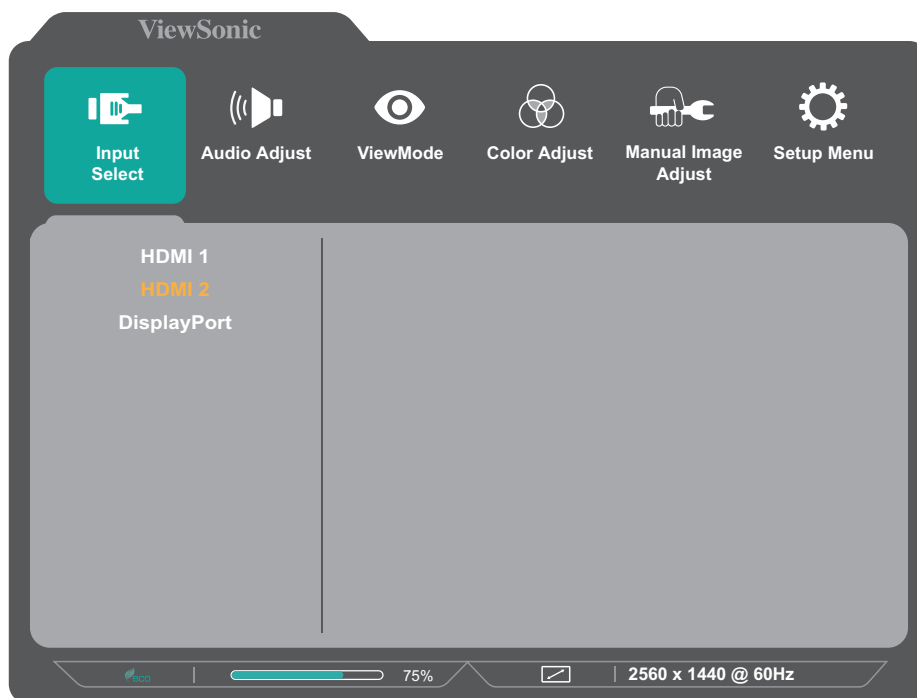 ViewSonic
Input
Select
Audio Adjust
ViewMode
Color Adjust
Manual Image
Adjust
Setup Menu
HDMI 1
HDMI 2
DisplayPort
eco
75%
2560 x 1440 @ 60Hz